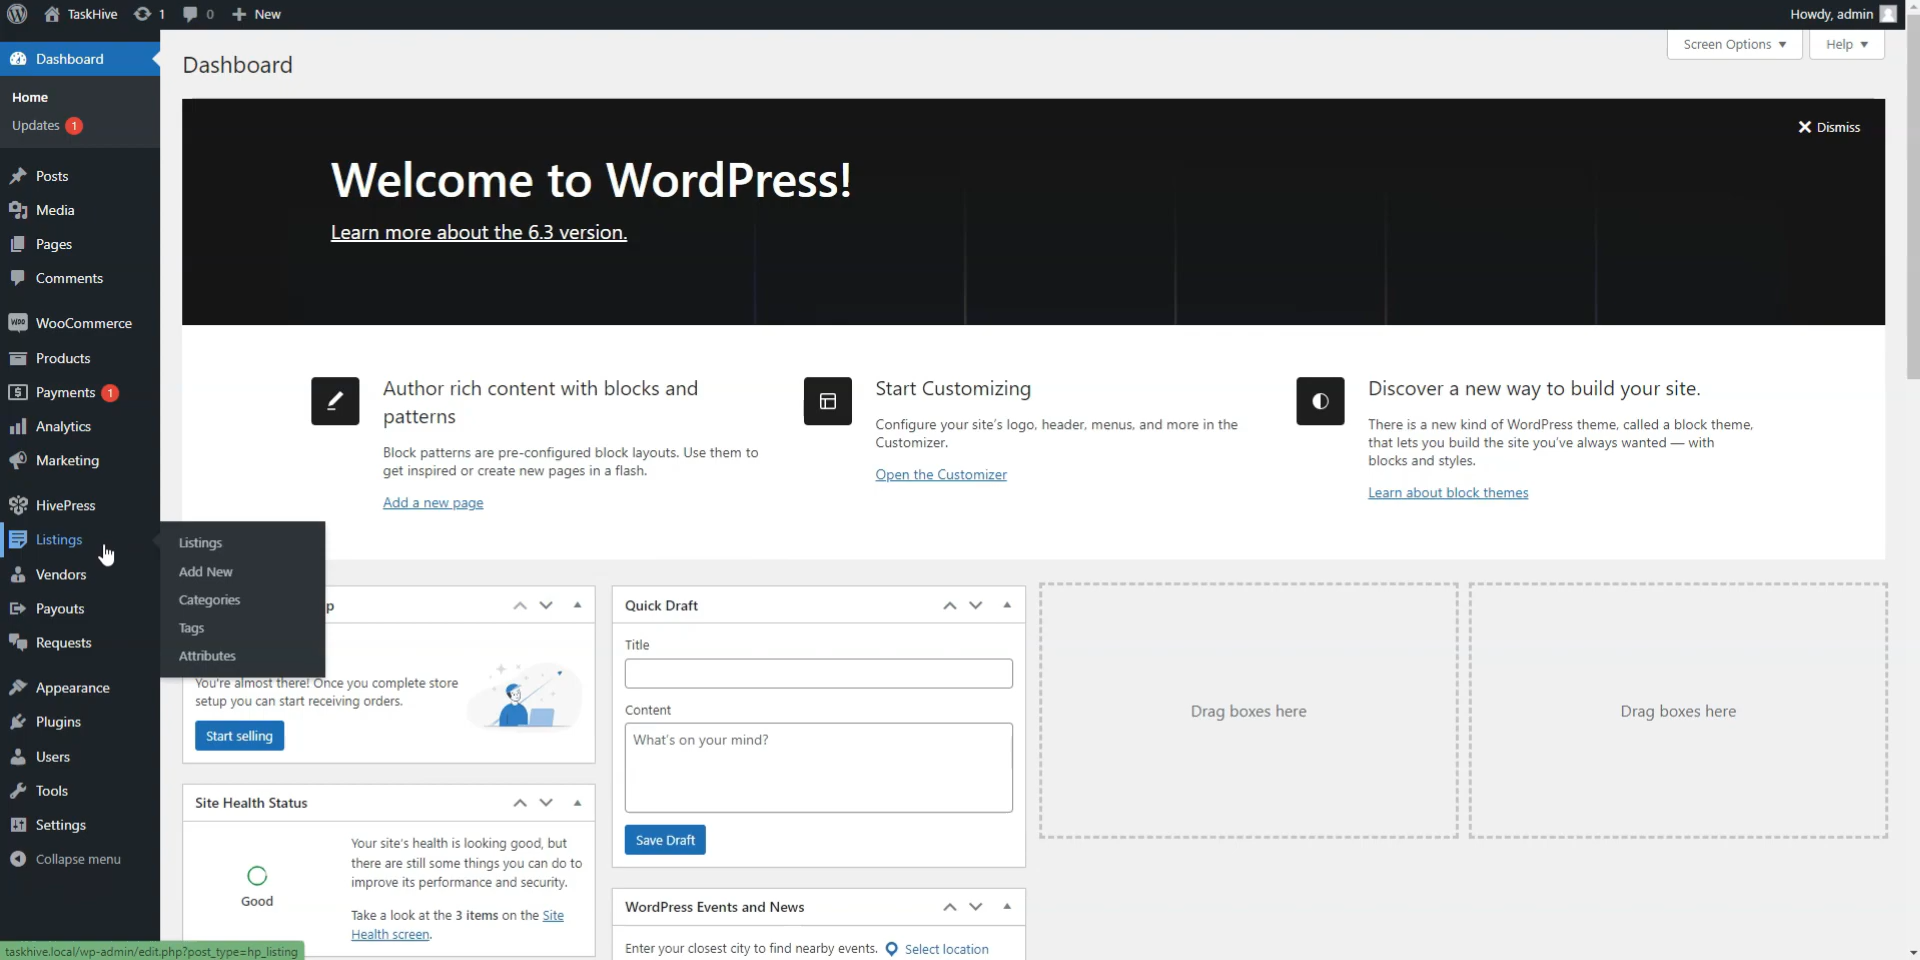 TaskHive 1 0 New
Howdy, admin
Dashboard
Home
Updates 1
Posts
Media
Pages
Comments
WooCommerce
Products
Payments 1
Analytics
Marketing
HivePress
Listings
Vendors
Payouts
Requests
Appearance
Plugins
Users
Tools
Settings
Collapse menu
Listings
Add New
Categories
Tags
Attributes
Dashboard
Screen Options
Help
Dismiss
Welcome to WordPress!
Learn more about the 6.3 version.
Author rich content with blocks and
patterns
Block patterns are pre-configured block layouts. Use them to
get inspired or create new pages in a flash.
Add a new page
Start Customizing
Configure your site's logo, header, menus, and more in the
Customizer.
Open the Customizer
Discover a new way to build your site.
There is a new kind of WordPress theme, called a block theme,
that lets you build the site you've always wanted — with
blocks and styles.
Learn about block themes
p
You're almost there! Once you complete store
setup you can start receiving orders.
Start selling
Site Health Status
Good
Your site's health is looking good, but
there are still some things you can do to
improve its performance and security.
Take a look at the 3 items on the Site
Health screen.
Quick Draft
Title
Content
What's on your mind?
Save Draft
WordPress Events and News
Enter your closest city to find nearby events. Select location
Drag boxes here
Drag boxes here
taskhive.local/wp-admin/edit.php?post_type=hp_listing